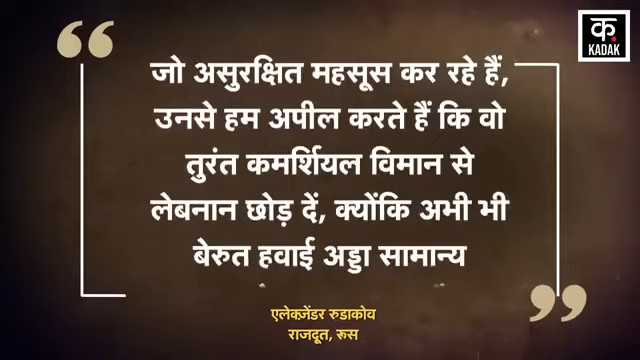 क
KADAK
जो असुरक्षित महसूस कर रहे हैं,
उनसे हम अपील करते हैं कि वो
तुरंत कमर्शियल विमान से
लेबनान छोड़ दें, क्योंकि अभी भी
बेरुत हवाई अड्डा सामान्य
एलेक्ज़ेंडर रुडाकोव
राजदूत, रूस